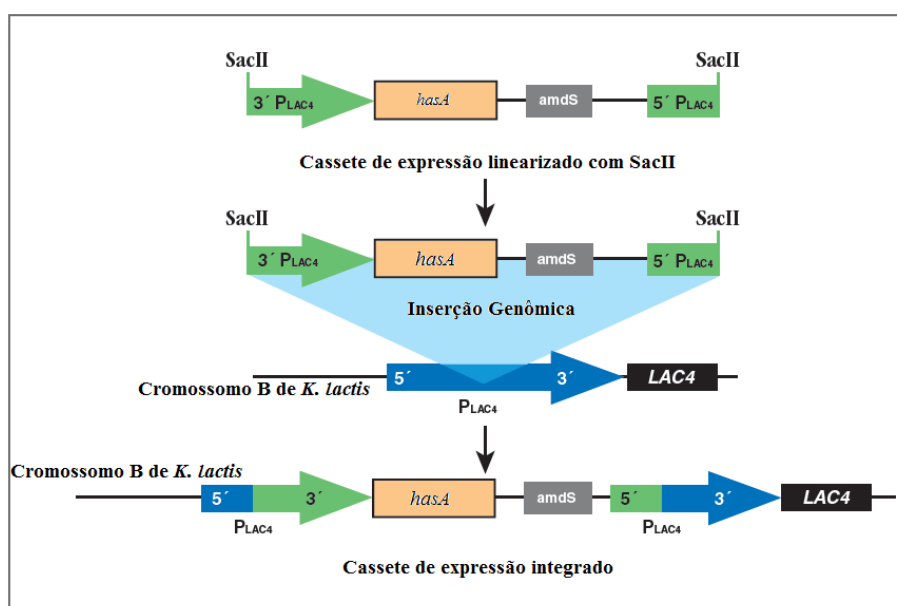 SacII SacII
3´ PLAC4 hasA amdS 5´ PLAC4
Cassete de expressão linearizado com SacII
SacII SacII
3´ PLAC4 hasA amdS 5´ PLAC4
Inserção Genômica
Cromossomo B de K. lactis 5´ 3´ LAC4
PLAC4
Cromossomo B de K. lactis
5´ 3´ hasA amdS 5´ 3´ LAC4
PLAC4 PLAC4
Cassete de expressão integrado